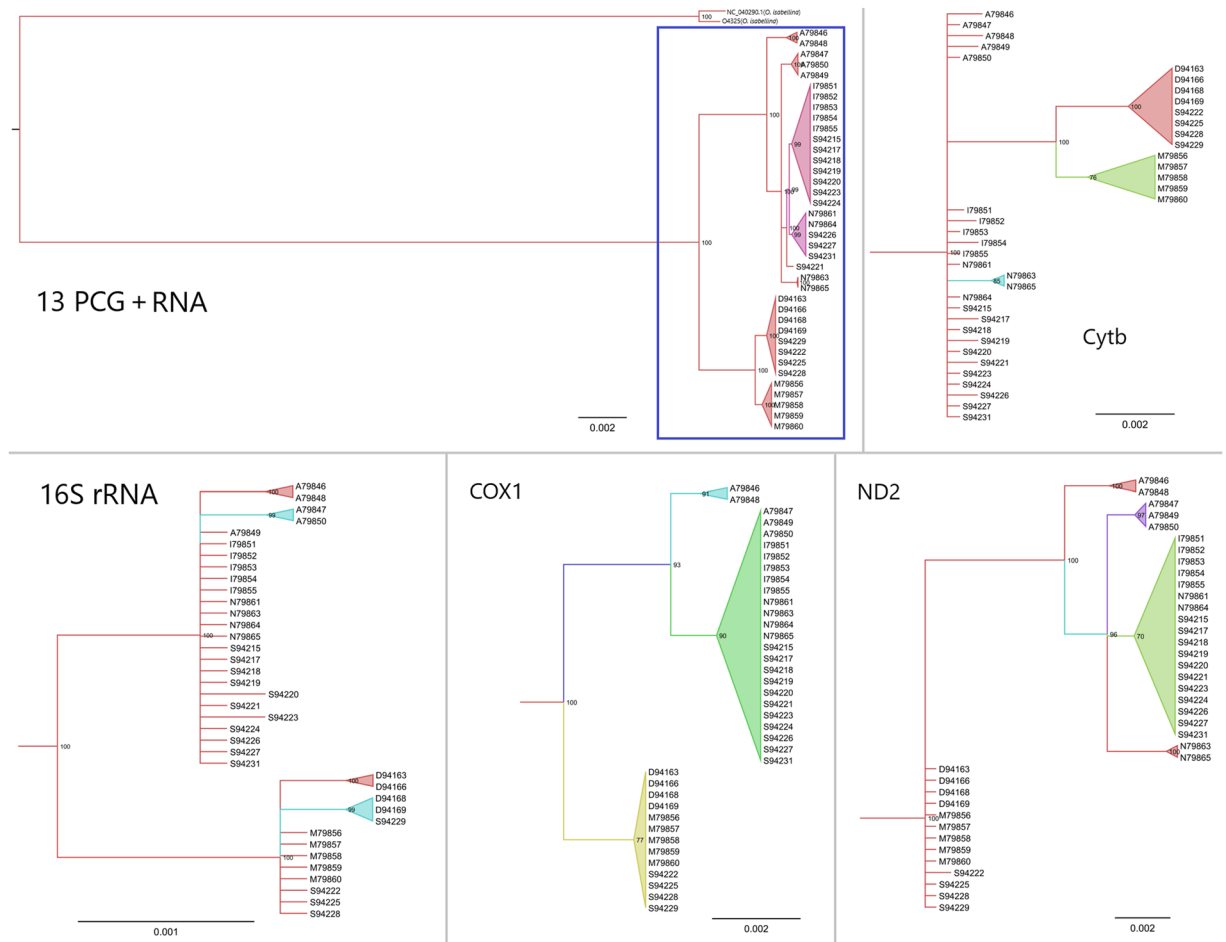 100
NC_040290.1(O. isabellina)
O4325(O. isabellina)
100
A79846
A79848
100
A79847
A79850
A79849
100
I79851
I79852
I79853
I79854
I79855
S94215
S94217
S94218
S94219
S94220
S94223
S94224
99
99
100
N79861
N79864
S94226
S94227
S94231
100
99
S94221
N79863
N79865
100
100
D94163
D94166
D94168
D94169
S94229
S94222
S94225
S94228
100
100
M79856
M79857
M79858
M79859
M79860
100
13 PCG + RNA
0.002
A79846
A79847
A79848
A79849
A79850
D94163
D94166
D94168
D94169
S94222
S94225
S94228
S94229
100
100
M79856
M79857
M79858
M79859
M79860
76
I79851
I79852
I79853
I79854
I79855
100
N79861
N79863
N79865
85
N79864
S94215
S94217
S94218
S94219
S94220
S94221
S94223
S94224
S94226
S94227
S94231
Cytb
0.002
16S rRNA
A79846
A79848
100
A79847
A79850
99
A79849
I79851
I79852
I79853
I79854
I79855
N79861
N79863
N79864
N79865
100
S94215
S94217
S94218
S94219
S94220
S94221
S94223
S94224
S94226
S94227
S94231
100
D94163
D94166
100
D94168
D94169
S94229
99
M79856
M79857
M79858
M79859
M79860
100
S94222
S94225
S94228
0.001
COX1
A79846
A79848
91
A79847
A79849
A79850
I79851
I79852
I79853
I79854
I79855
N79861
N79863
N79864
N79865
S94215
S94217
S94218
S94219
S94220
S94221
S94223
S94224
S94226
S94227
S94231
93
90
100
D94163
D94166
D94168
D94169
M79856
M79857
M79858
M79859
M79860
S94222
S94225
S94228
S94229
77
0.002
ND2
A79846
A79848
100
A79847
A79849
A79850
97
100
I79851
I79852
I79853
I79854
I79855
N79861
N79864
S94215
S94217
S94218
S94219
S94220
S94221
S94223
S94224
S94226
S94227
S94231
96
70
N79863
N79865
100
D94163
D94166
D94168
D94169
M79856
100
M79857
M79858
M79859
M79860
S94222
S94225
S94228
S94229
0.002